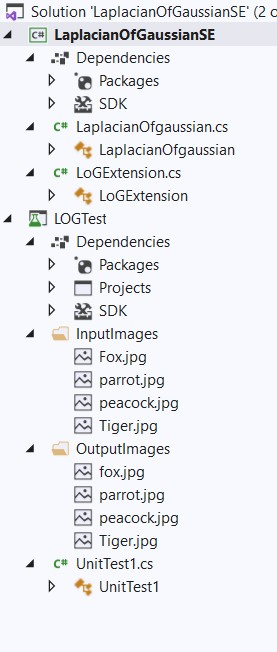 Solution 'LaplacianOfGaussianSE' (2 o
C# LaplacianOfGaussianSE
Dependencies
Packages
SDK
C# LaplacianOfgaussian.cs
LaplacianOfgaussian
C# LoGExtension.cs
LoGExtension
LOGTest
Dependencies
Packages
Projects
SDK
InputImages
Fox.jpg
parrot.jpg
peacock.jpg
Tiger.jpg
OutputImages
fox.jpg
parrot.jpg
peacock.jpg
Tiger.jpg
C# UnitTest1.cs
UnitTest1